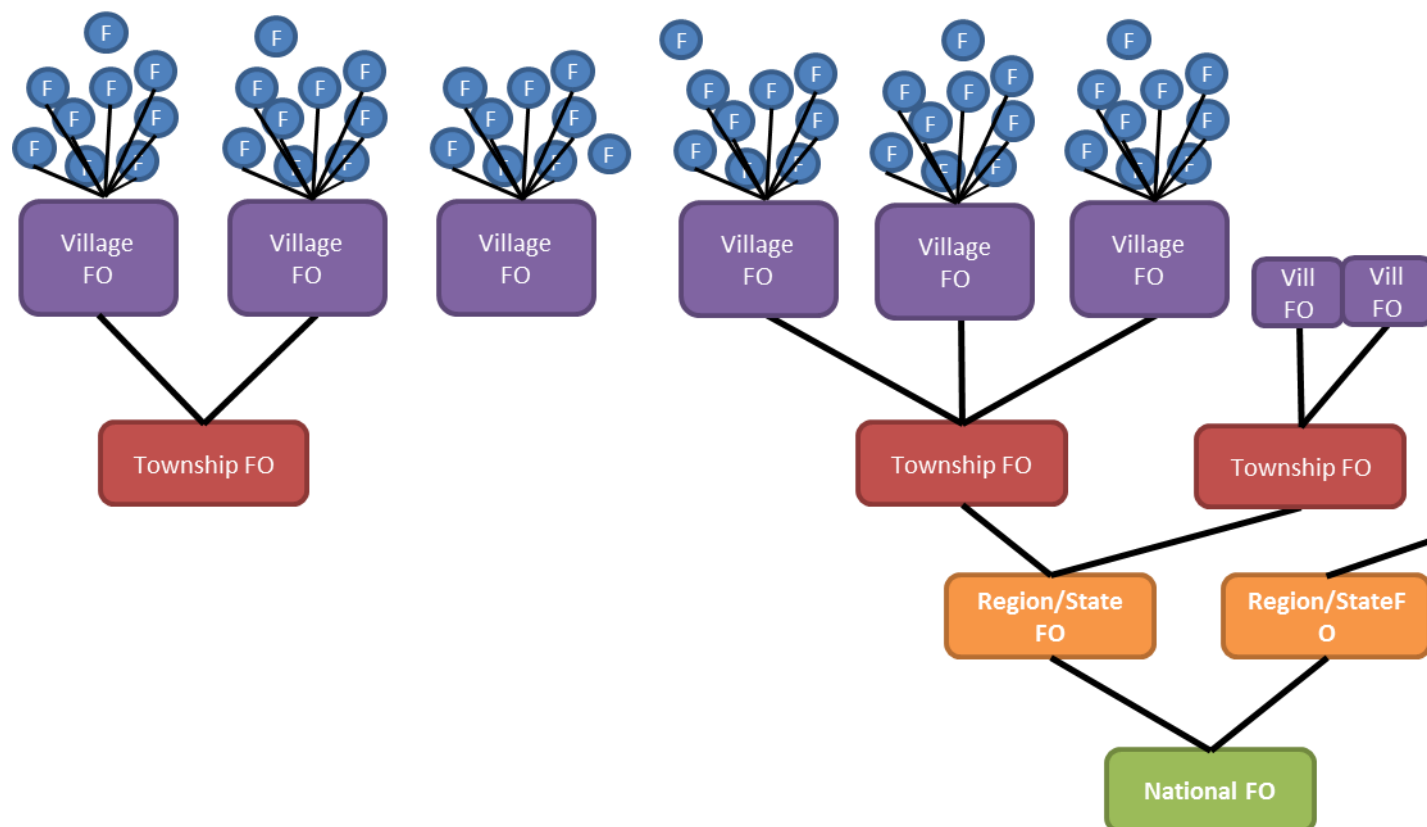 F F F F F
F F F F F F F F F F F F F F F F F F
F F F F F F F F F F F F
F F F F F F F
F F F F F F F F F F F F
Village
FO
Village
FO
Village
FO
Village
FO
Village
FO
Village
FO
Vill
FO
Vill
FO
Township FO
Township FO
Township FO
Region/State
FO
Region/StateF
O
National FO